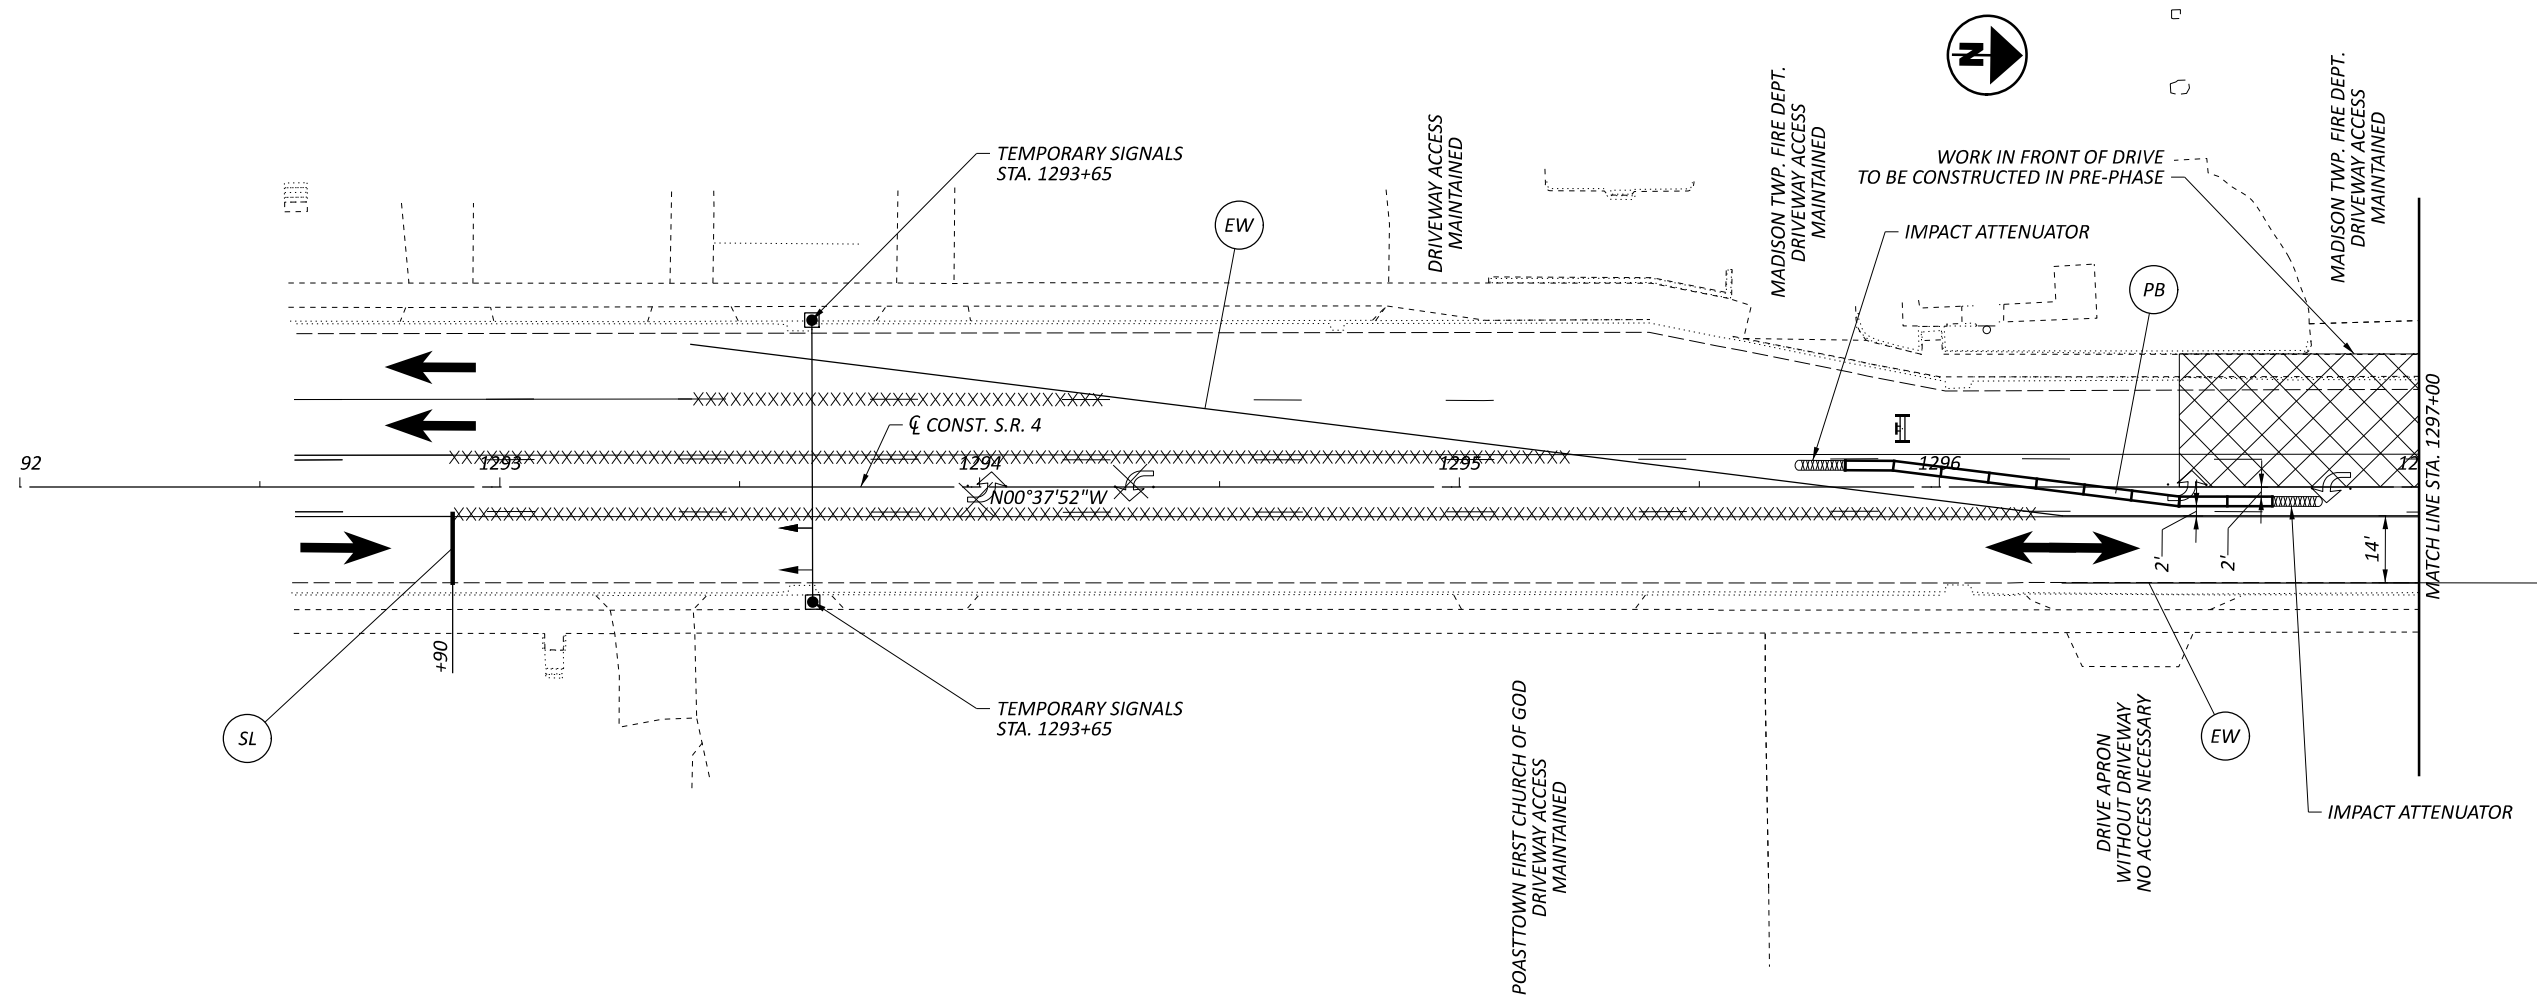 N
TEMPORARY SIGNALS
STA. 1293+65
EW
DRIVEWAY ACCESS
MAINTAINED
MADISON TWP. FIRE DEPT.
DRIVEWAY ACCESS
MAINTAINED
WORK IN FRONT OF DRIVE
TO BE CONSTRUCTED IN PRE-PHASE
MADISON TWP. FIRE DEPT.
DRIVEWAY ACCESS
MAINTAINED
IMPACT ATTENUATOR
PB
℄ CONST. S.R. 4
92
1293
1294
1295
1296
12
N00°37'52"W
MATCH LINE STA. 1297+00
2'
2'
14'
+90
SL
TEMPORARY SIGNALS
STA. 1293+65
POASTTOWN FIRST CHURCH OF GOD
DRIVEWAY ACCESS
MAINTAINED
DRIVE APRON
WITHOUT DRIVEWAY
NO ACCESS NECESSARY
EW
IMPACT ATTENUATOR